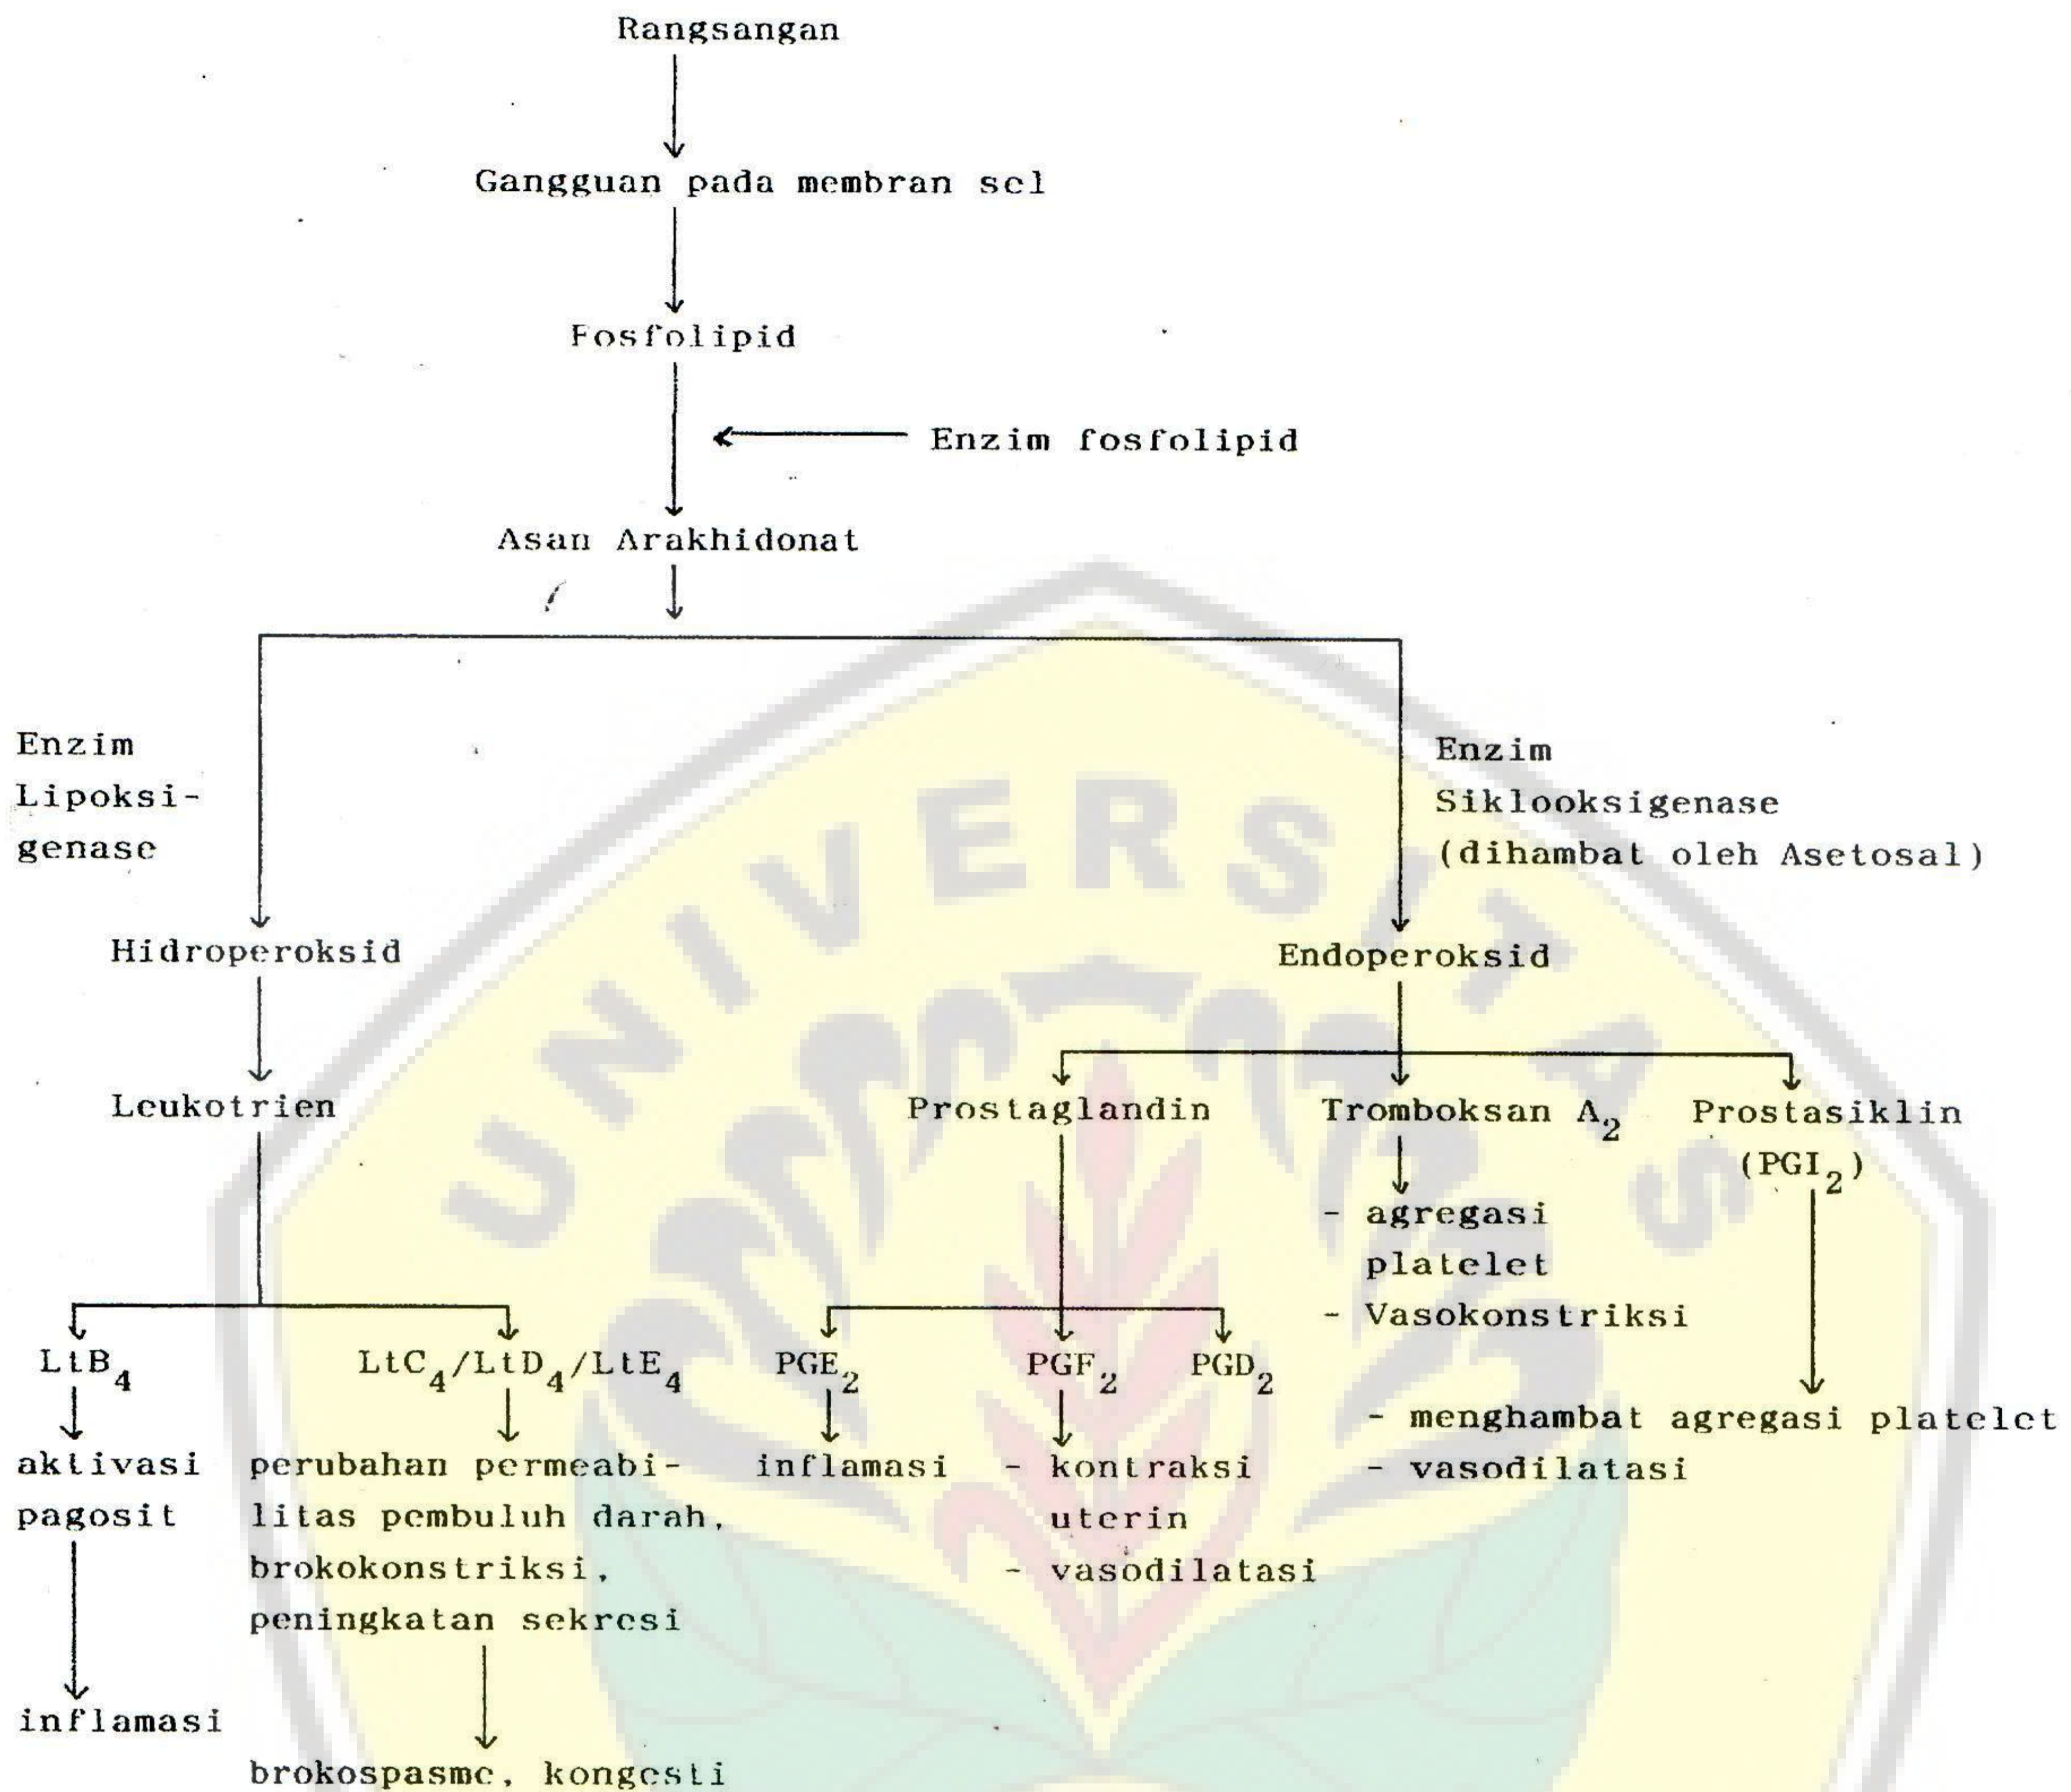 Rangsangan
Gangguan pada membran sel
Fosfolipid
Enzim fosfolipid
Asan Arakhidonat
Enzim
Lipoksi-
genase
Enzim
Siklooksigenase
(dihambat oleh Asetosal)
Hidroperoksid
Endoperoksid
Leukotrien
Prostaglandin
Tromboksan A₂
Prostasiklin
(PGI₂)
- agregasi
platelet
- Vasokonstriksi
LtB₄
LtC₄/LtD₄/LtE₄
PGE₂
PGF₂
PGD₂
- menghambat agregasi platelet
- vasodilatasi
aktivasi
pagosit
perubahan permeabi-
litas pembuluh darah,
brokokonstriksi,
peningkatan sekresi
inflamasi
- kontraksi
uterin
- vasodilatasi
inflamasi
brokospasme, kongesti
UNIVERSITAS